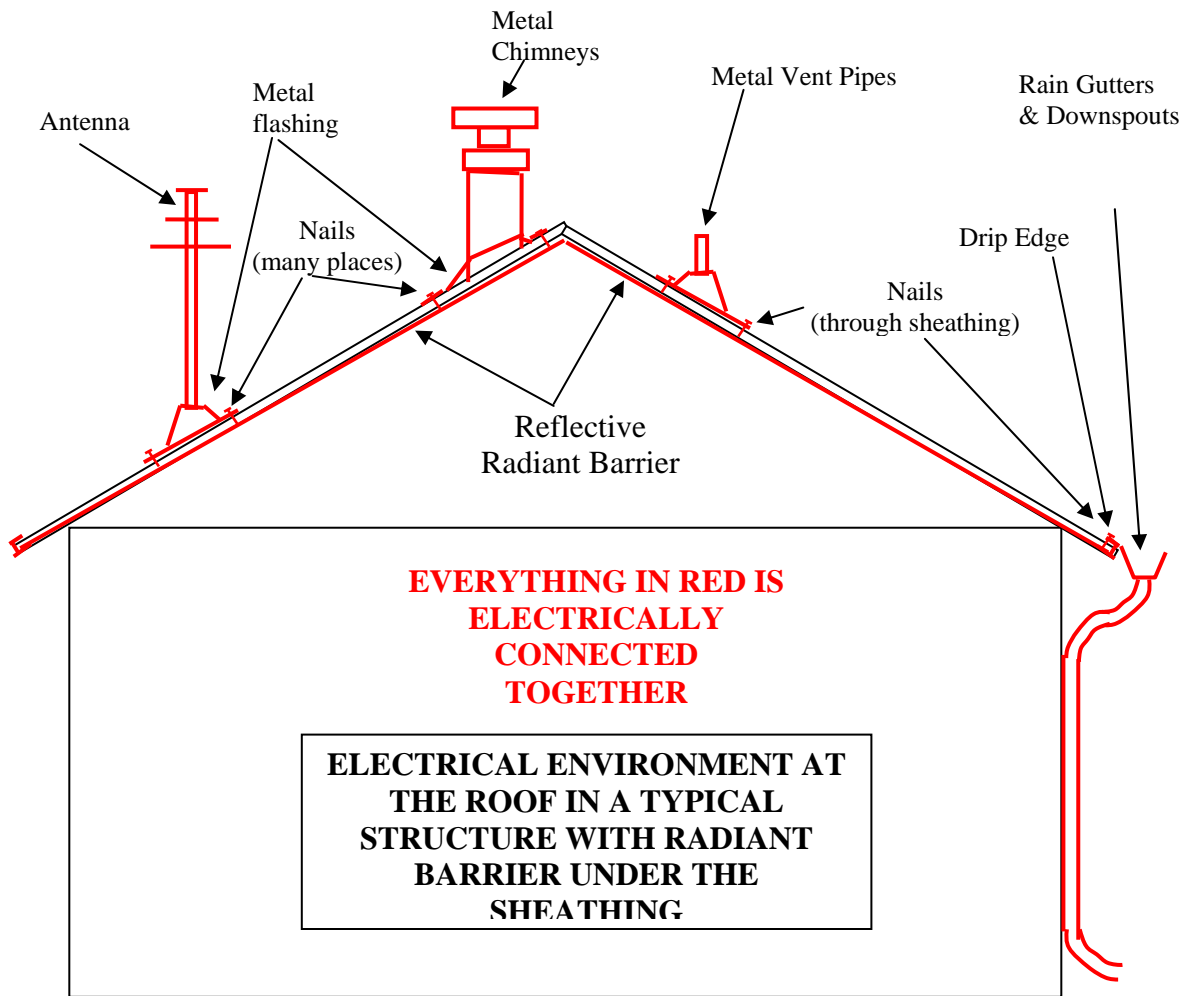 Metal
Chimneys
Metal Vent Pipes
Rain Gutters
& Downspouts
Metal
flashing
Antenna
Nails
(many places)
Drip Edge
Nails
(through sheathing)
Reflective
Radiant Barrier
EVERYTHING IN RED IS
ELECTRICALLY
CONNECTED
TOGETHER
ELECTRICAL ENVIRONMENT AT
THE ROOF IN A TYPICAL
STRUCTURE WITH RADIANT
BARRIER UNDER THE
SHEATHING